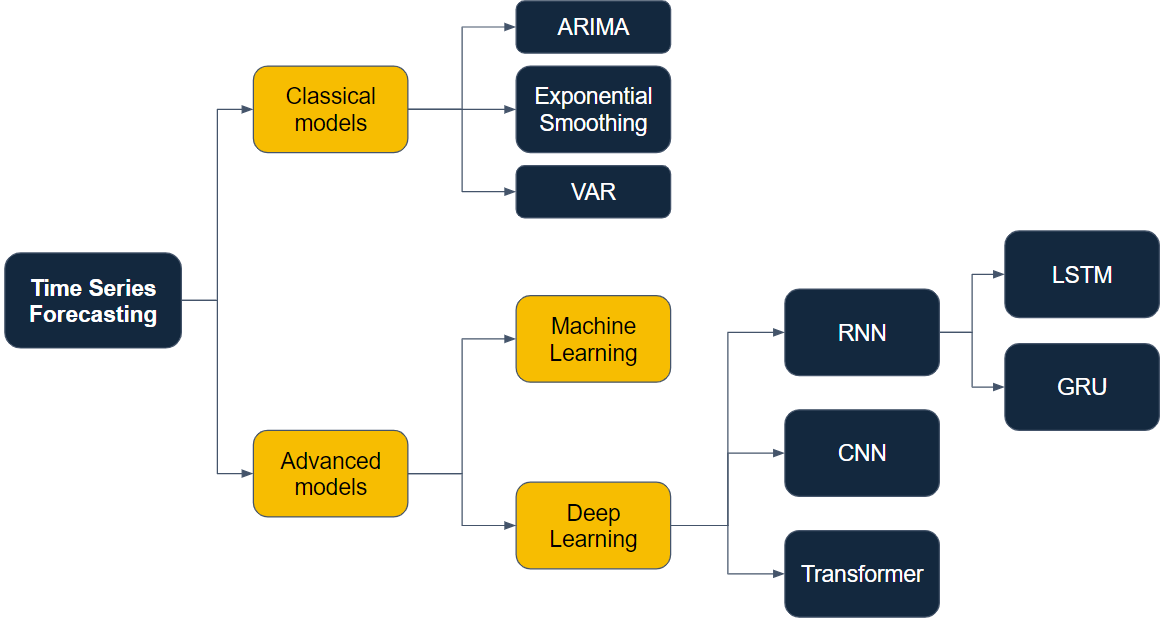 ARIMA
Classical
models
Exponential
Smoothing
VAR
Time Series
Forecasting
Machine
Learning
Advanced
models
Deep
Learning
RNN
CNN
Transformer
LSTM
GRU